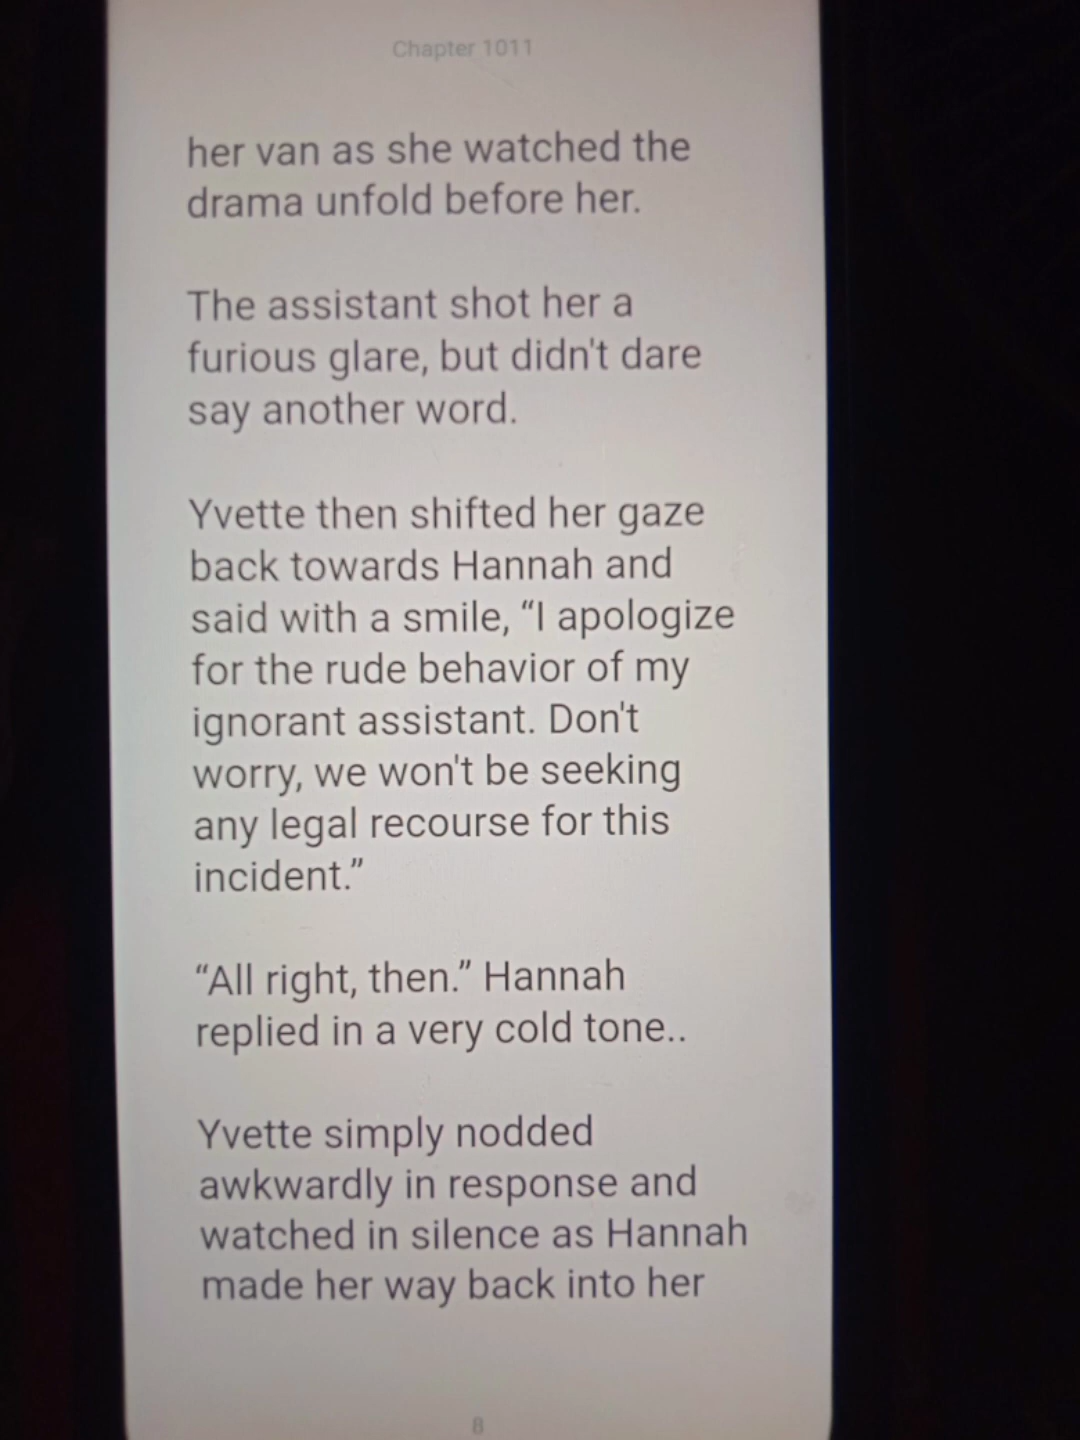 Chapter 1011
her van as she watched the
drama unfold before her.
The assistant shot her a
furious glare, but didn't dare
say another word.
Yvette then shifted her gaze
back towards Hannah and
said with a smile, “I apologize
for the rude behavior of my
ignorant assistant. Don't
worry, we won't be seeking
any legal recourse for this
incident.”
“All right, then.” Hannah
replied in a very cold tone..
Yvette simply nodded
awkwardly in response and
watched in silence as Hannah
made her way back into her
8